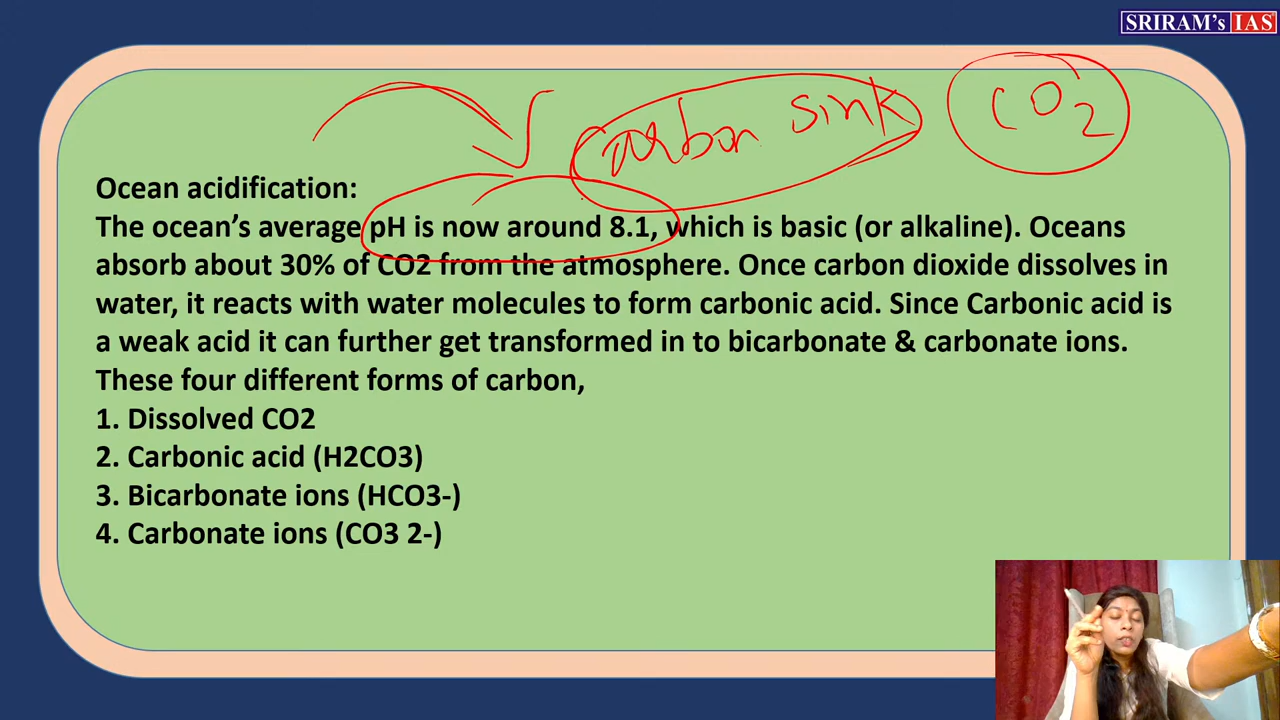 SRIRAM's IAS
carbon sink
CO2
Ocean acidification:
The ocean's average pH is now around 8.1, which is basic (or alkaline). Oceans
absorb about 30% of CO2 from the atmosphere. Once carbon dioxide dissolves in
water, it reacts with water molecules to form carbonic acid. Since Carbonic acid is
a weak acid it can further get transformed in to bicarbonate & carbonate ions.
These four different forms of carbon,
1. Dissolved CO2
2. Carbonic acid (H2CO3)
3. Bicarbonate ions (HCO3-)
4. Carbonate ions (CO3 2-)